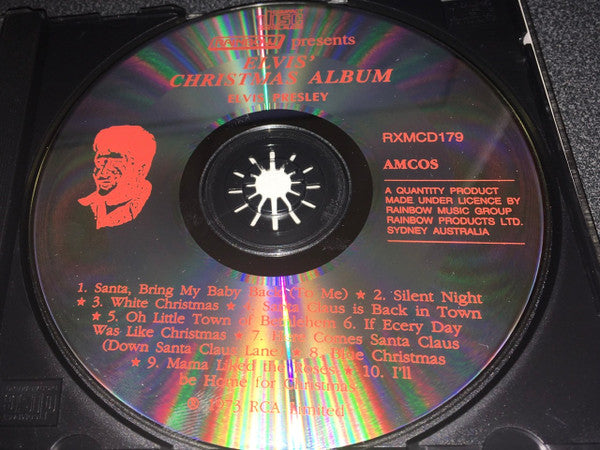 presents
ELVIS'
CHRISTMAS ALBUM
ELVIS PRESLEY
RXMCD179
AMCOS
A QUANTITY PRODUCT
MADE UNDER LICENCE BY
RAINBOW MUSIC GROUP
RAINBOW PRODUCTS LTD.
SYDNEY AUSTRALIA
1. Santa, Bring My Baby Back (To Me) ★ 2. Silent Night
★ 3. White Christmas ★ 4. Santa Claus is Back in Town
★ 5. Oh Little Town of Bethlehem 6. If Ecery Day
Was Like Christmas ★ 7. Here Comes Santa Claus
(Down Santa Claus Lane) ★ 8. Blue Christmas
★ 9. Mama Liked the Roses ★ 10. I'll
be Home for Christmas
℗ 1973 RCA Limited